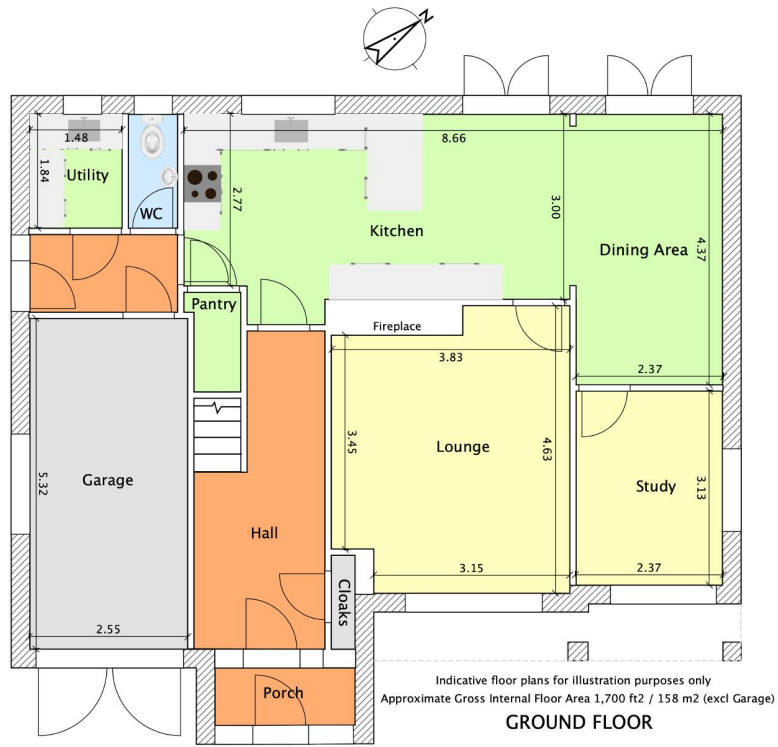 N
1.48
8.66
1.84
Utility
WC
2.77
Kitchen
3.00
Dining Area
4.37
Pantry
Fireplace
3.83
2.37
3.45
Lounge
4.63
5.32
Garage
Study
3.13
Hall
3.15
2.37
Cloaks
2.55
Porch
Indicative floor plans for illustration purposes only
Approximate Gross Internal Floor Area 1,700 ft2 / 158 m2 (excl Garage)
GROUND FLOOR